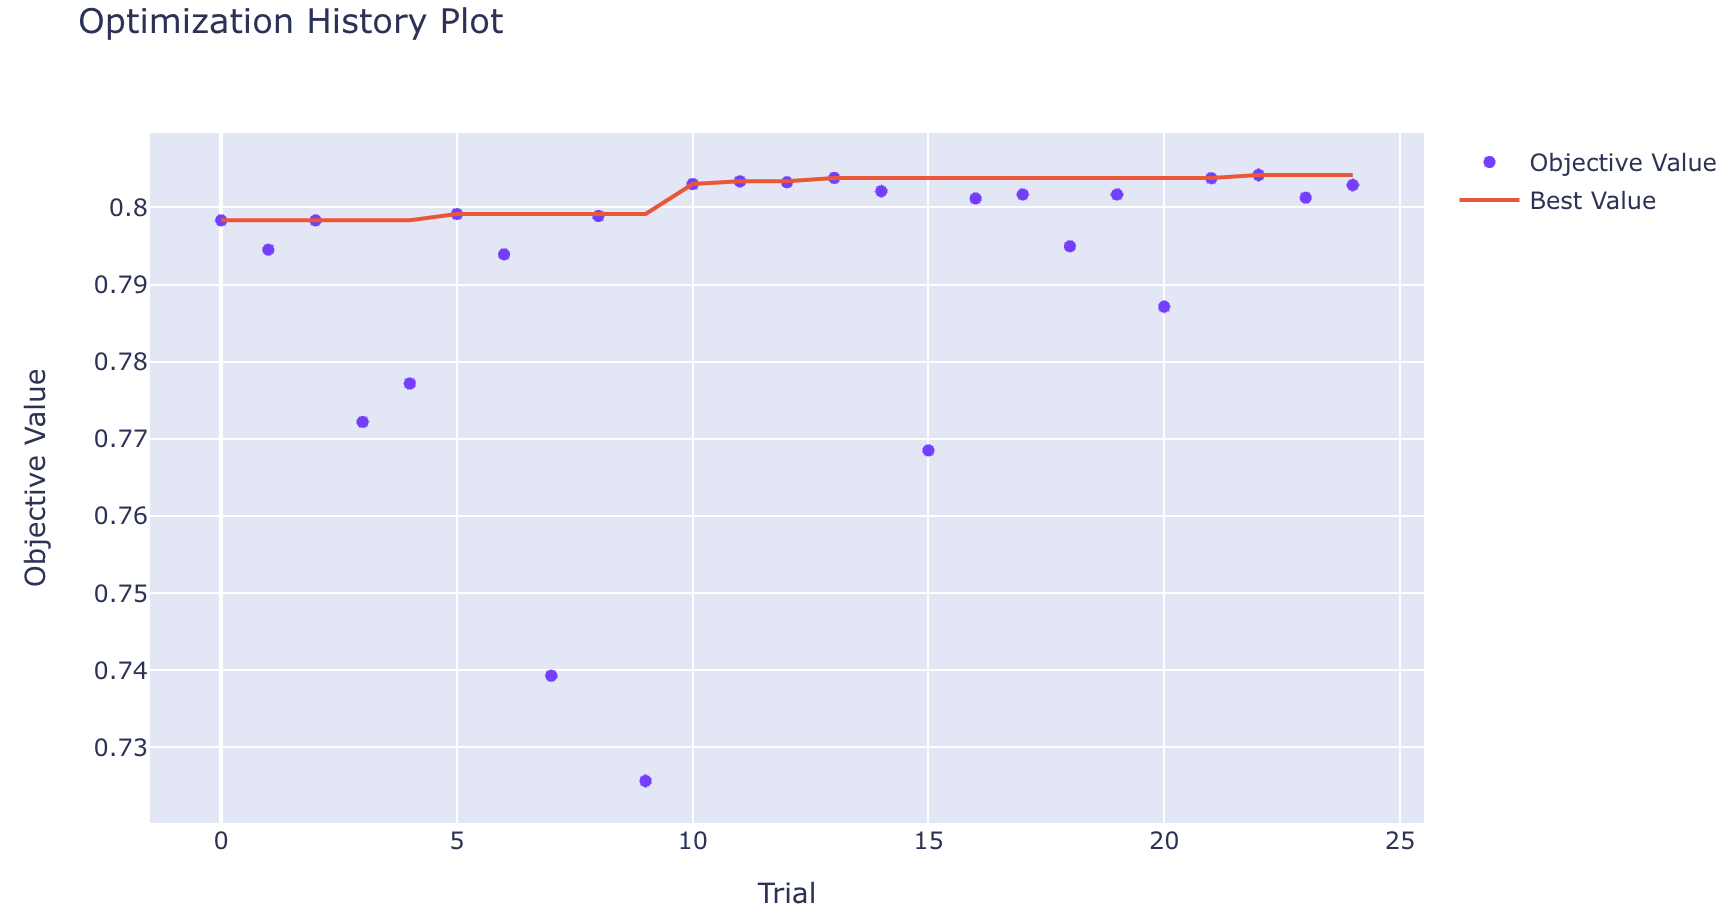 Optimization History Plot
Objective Value
Best Value
0.8
0.79
0.78
0.77
0.76
0.75
0.74
0.73
Objective Value
0 5 10 15 20 25
Trial